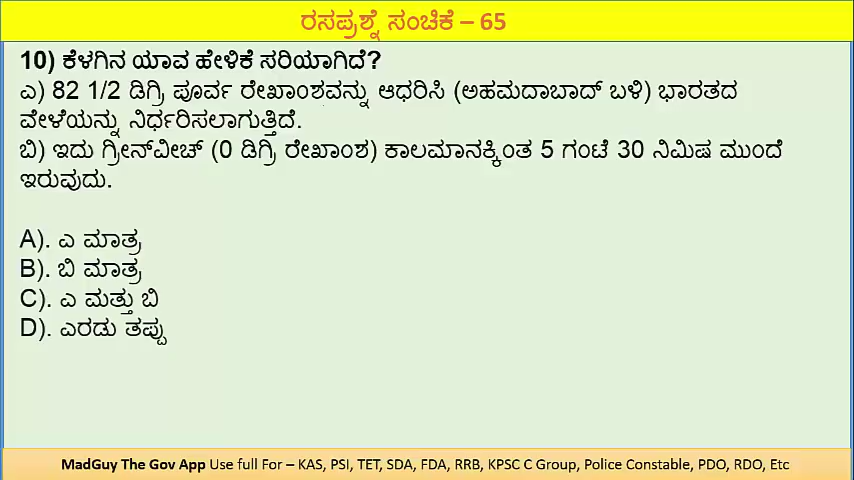 ರಸಪ್ರಶ್ನೆ ಸಂಚಿಕೆ – 65
10) ಕೆಳಗಿನ ಯಾವ ಹೇಳಿಕೆ ಸರಿಯಾಗಿದೆ?
ಎ) 82 1/2 ಡಿಗ್ರಿ ಪೂರ್ವ ರೇಖಾಂಶವನ್ನು ಆಧರಿಸಿ (ಅಹಮದಾಬಾದ್ ಬಳಿ) ಭಾರತದ
ವೇಳೆಯನ್ನು ನಿರ್ಧರಿಸಲಾಗುತ್ತಿದೆ.
ಬಿ) ಇದು ಗ್ರೀನ್‌ವೀಚ್ (0 ಡಿಗ್ರಿ ರೇಖಾಂಶ) ಕಾಲಮಾನಕ್ಕಿಂತ 5 ಗಂಟೆ 30 ನಿಮಿಷ ಮುಂದೆ
ಇರುವುದು.
A). ಎ ಮಾತ್ರ
B). ಬಿ ಮಾತ್ರ
C). ಎ ಮತ್ತು ಬಿ
D). ಎರಡು ತಪ್ಪು
MadGuy The Gov App Use full For – KAS, PSI, TET, SDA, FDA, RRB, KPSC C Group, Police Constable, PDO, RDO, Etc